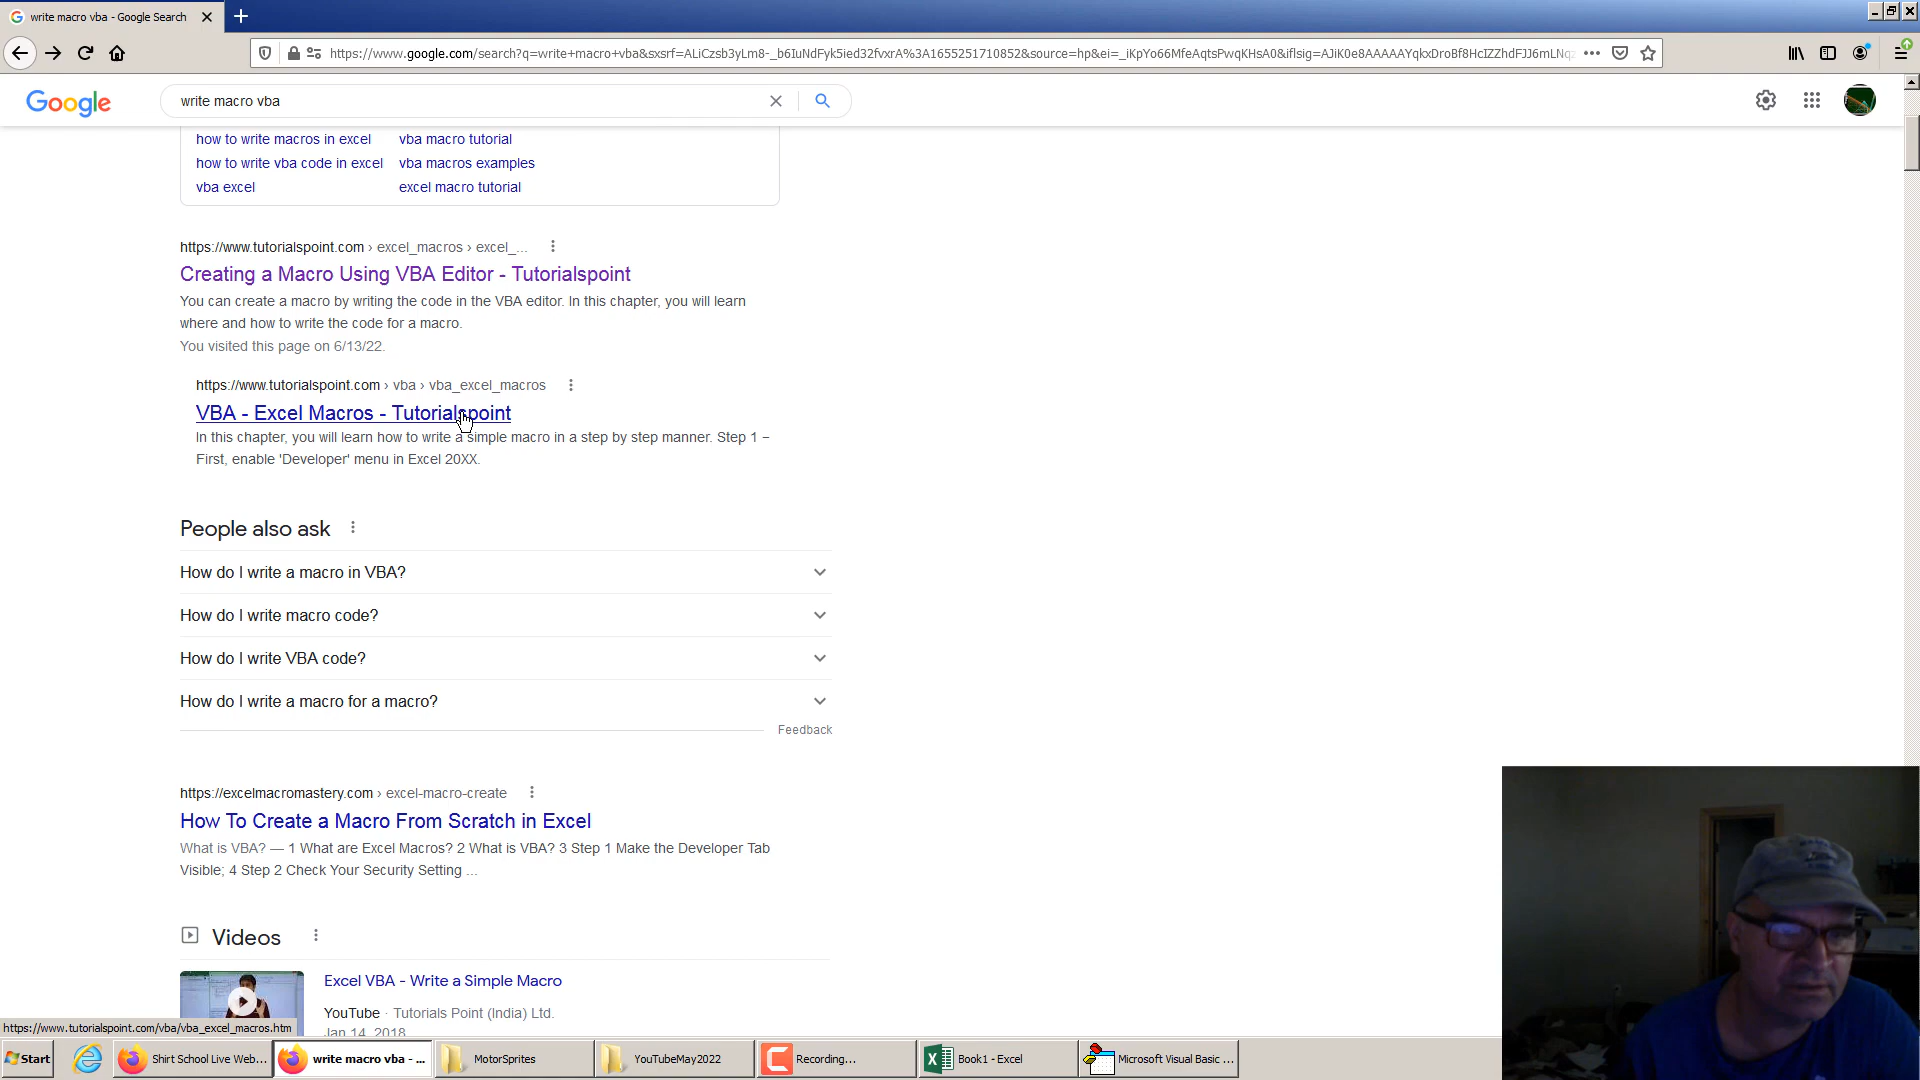 write macro vba - Google Search
https://www.google.com/search?q=write+macro+vba&sxsrf=ALiCzsb3yLm8-_b6IuNdFyk5ied32fvxrA%3A1655251710852&source=hp&ei=_iKpYo66MfeAqtsPwqKHsA0&iflsig=AJiK0e8AAAAAYqkxDroBf8HcIZZhdFJJ6mLNqz
Google
write macro vba
how to write macros in excel vba macro tutorial
how to write vba code in excel vba macros examples
vba excel excel macro tutorial
https://www.tutorialspoint.com › excel_macros › excel_...
Creating a Macro Using VBA Editor - Tutorialspoint
You can create a macro by writing the code in the VBA editor. In this chapter, you will learn
where and how to write the code for a macro.
You visited this page on 6/13/22.
https://www.tutorialspoint.com › vba › vba_excel_macros
VBA - Excel Macros - Tutorialspoint
In this chapter, you will learn how to write a simple macro in a step by step manner. Step 1 –
First, enable 'Developer' menu in Excel 20XX.
People also ask
How do I write a macro in VBA?
How do I write macro code?
How do I write VBA code?
How do I write a macro for a macro?
Feedback
https://excelmacromastery.com › excel-macro-create
How To Create a Macro From Scratch in Excel
What is VBA? — 1 What are Excel Macros? 2 What is VBA? 3 Step 1 Make the Developer Tab
Visible; 4 Step 2 Check Your Security Setting ...
Videos
Excel VBA - Write a Simple Macro
YouTube · Tutorials Point (India) Ltd.
Jan 14, 2018
https://www.tutorialspoint.com/vba/vba_excel_macros.htm
Start
Shirt School Live Web...
write macro vba - ...
MotorSprites
YouTubeMay2022
Recording...
Book1 - Excel
Microsoft Visual Basic ...